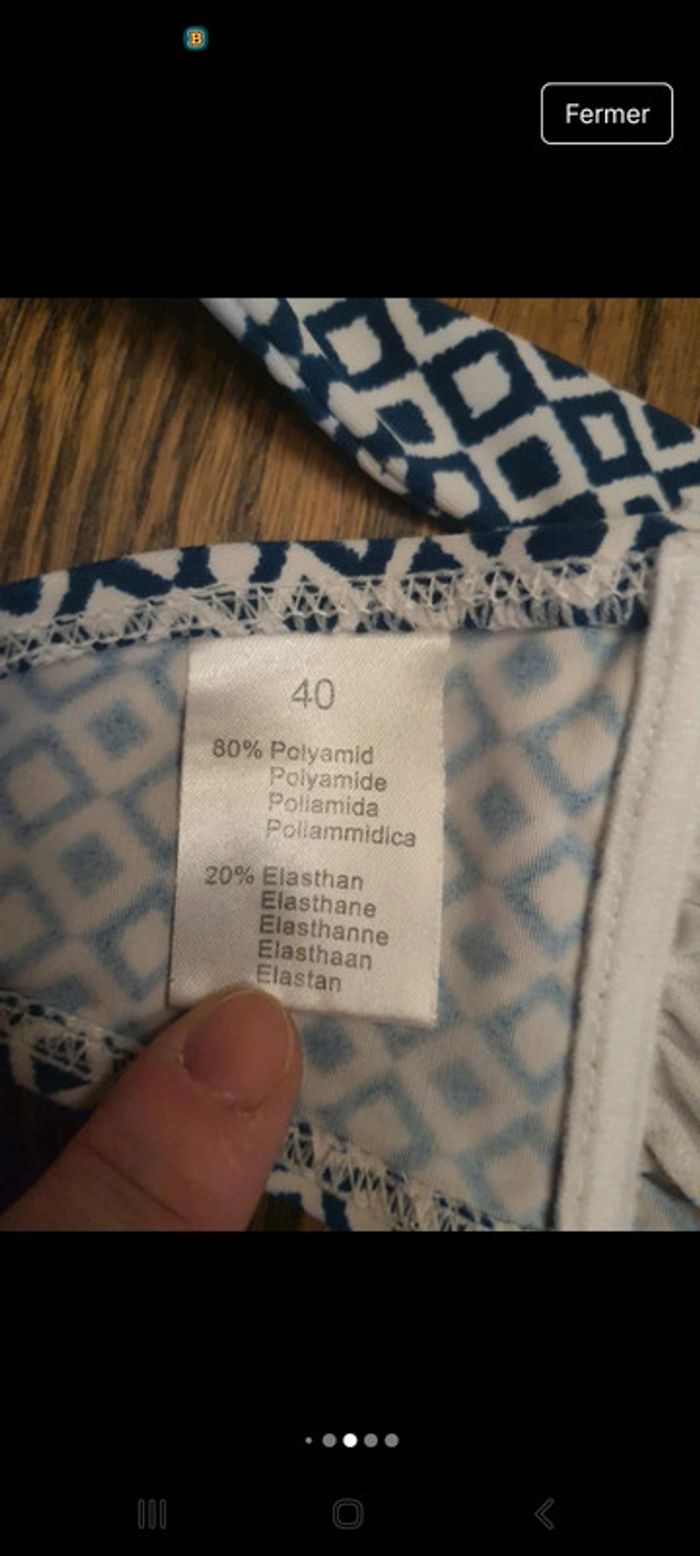 B
Fermer
40
80% Polyamid
Polyamide
Poliamida
Poliammidica
20% Elasthan
Elasthane
Elasthanne
Elasthaan
Elastan